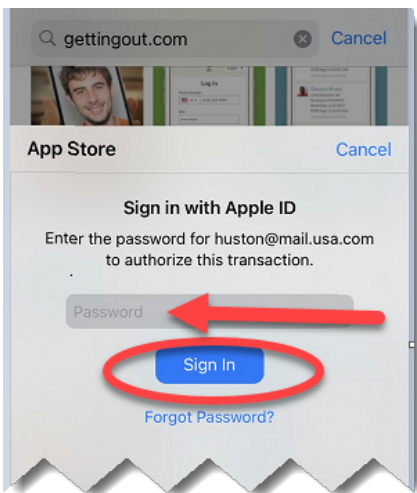 gettingout.com
Cancel
Log In
App Store
Cancel
Sign in with Apple ID
Enter the password for huston@mail.usa.com
to authorize this transaction.
Password
Sign In
Forgot Password?